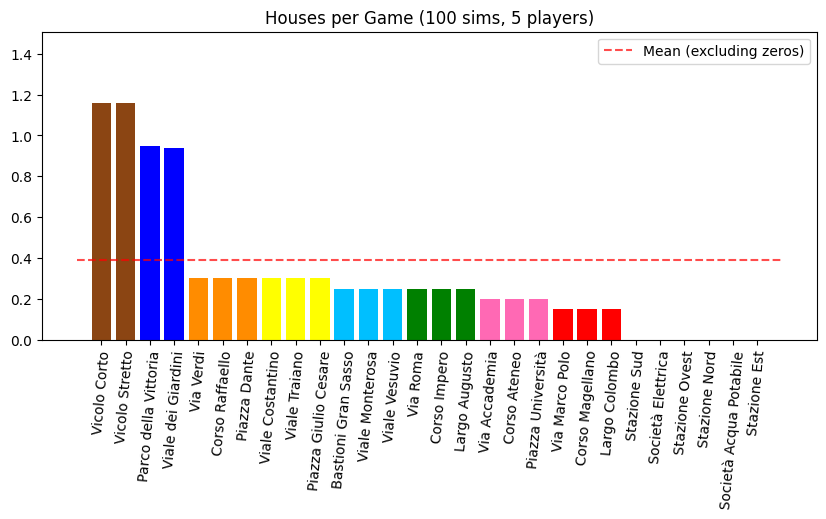 Houses per Game (100 sims, 5 players)
Mean (excluding zeros)
1.4
1.2
1.0
0.8
0.6
0.4
0.2
0.0
Vicolo Corto
Vicolo Stretto
Parco della Vittoria
Viale dei Giardini
Via Verdi
Corso Raffaello
Piazza Dante
Viale Costantino
Viale Traiano
Piazza Giulio Cesare
Bastioni Gran Sasso
Viale Monterosa
Viale Vesuvio
Via Roma
Corso Impero
Largo Augusto
Via Accademia
Corso Ateneo
Piazza Università
Via Marco Polo
Corso Magellano
Largo Colombo
Stazione Sud
Società Elettrica
Stazione Ovest
Stazione Nord
Società Acqua Potabile
Stazione Est